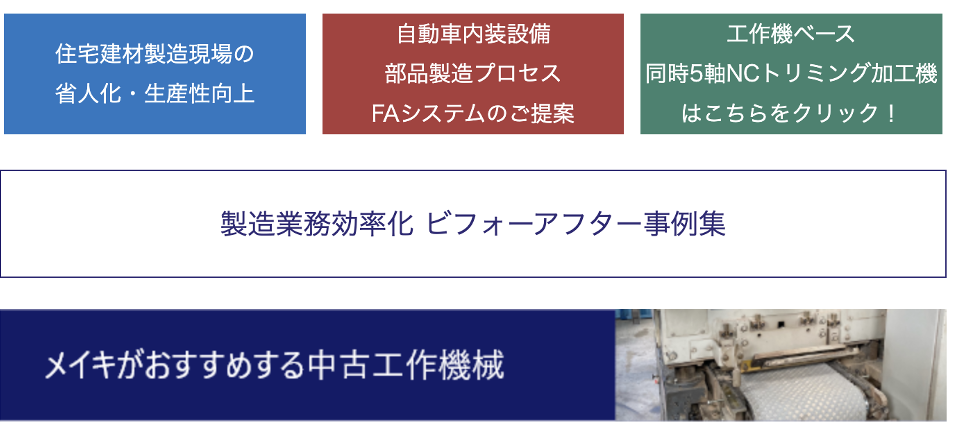 住宅建材製造現場の
省人化・生産性向上
自動車内装設備
部品製造プロセス
FAシステムのご提案
工作機ベース
同時5軸NCトリミング加工機
はこちらをクリック！
製造業務効率化 ビフォーアフター事例集
メイキがおすすめする中古工作機械